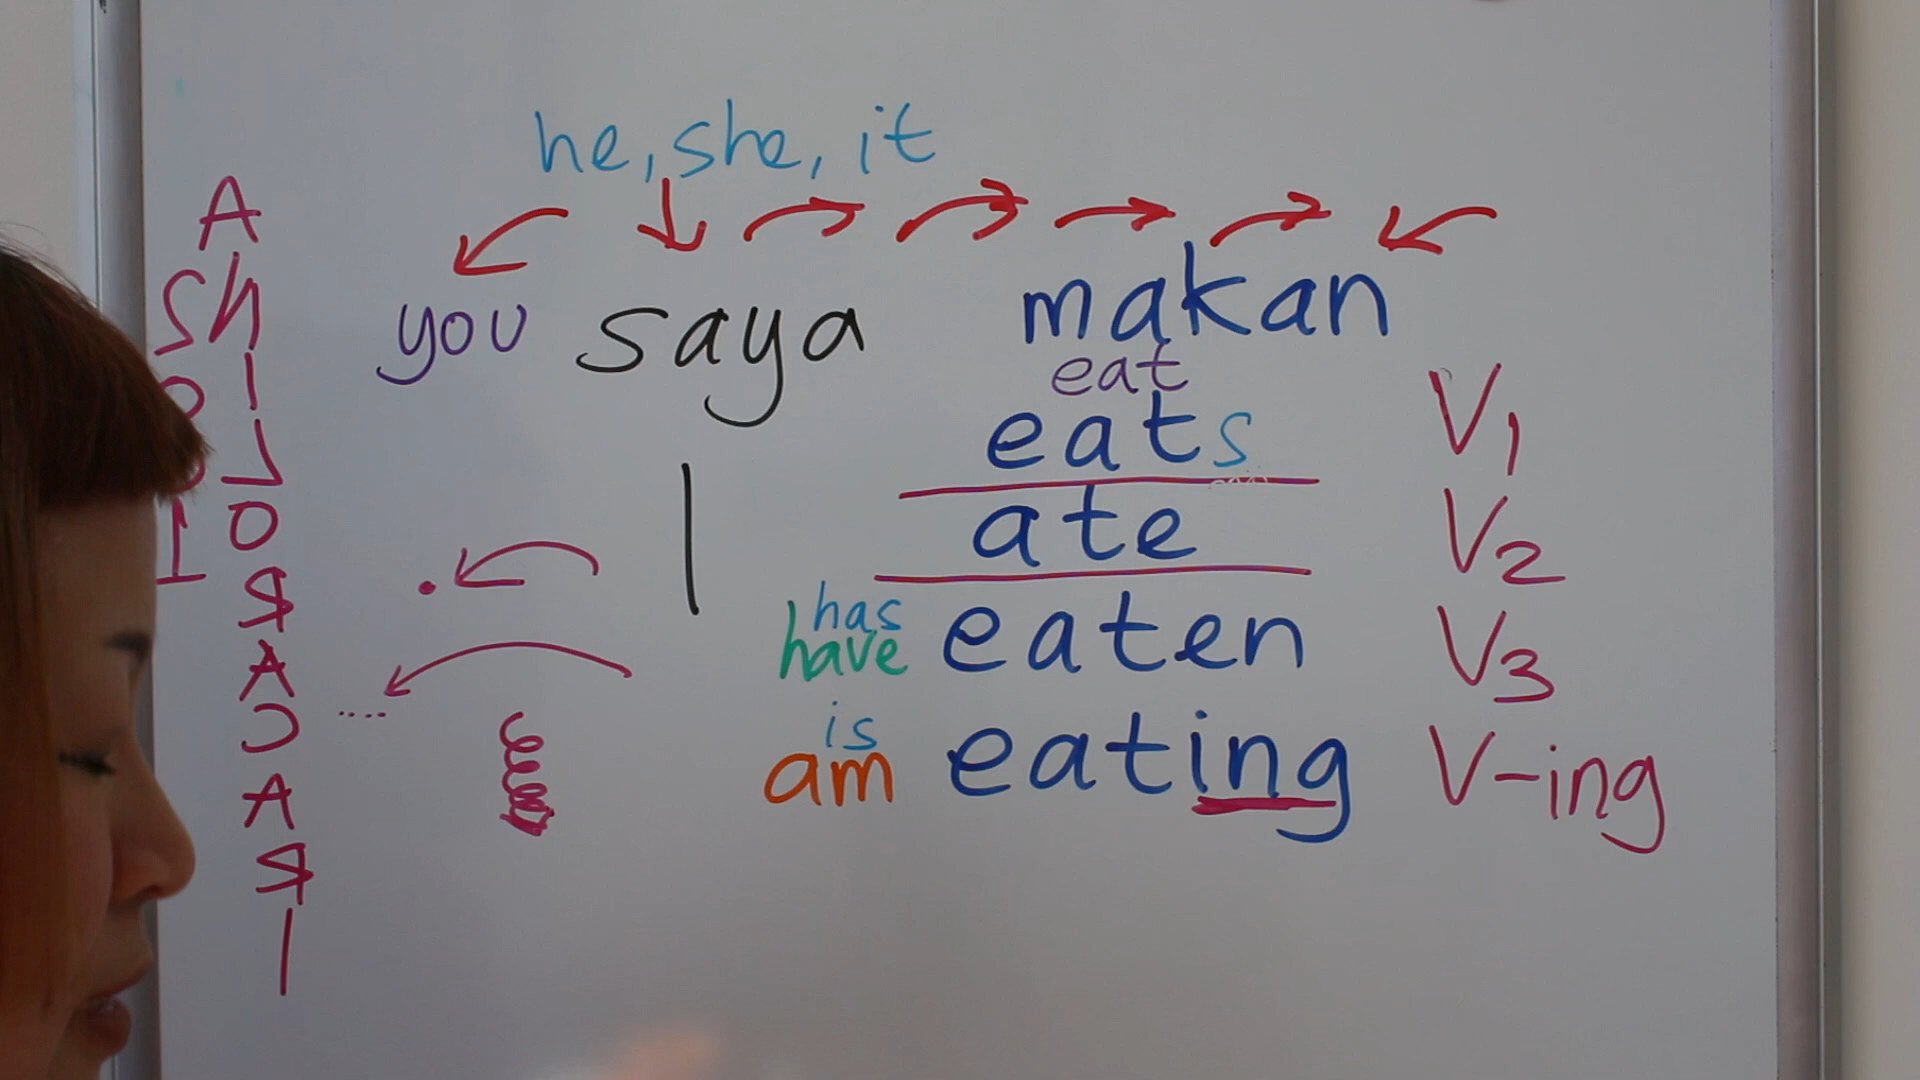 he, she, it
you saya makan
eat
eats V1
I
ate V2
has
have eaten V3
is
am eating V-ing
ANILORACARI